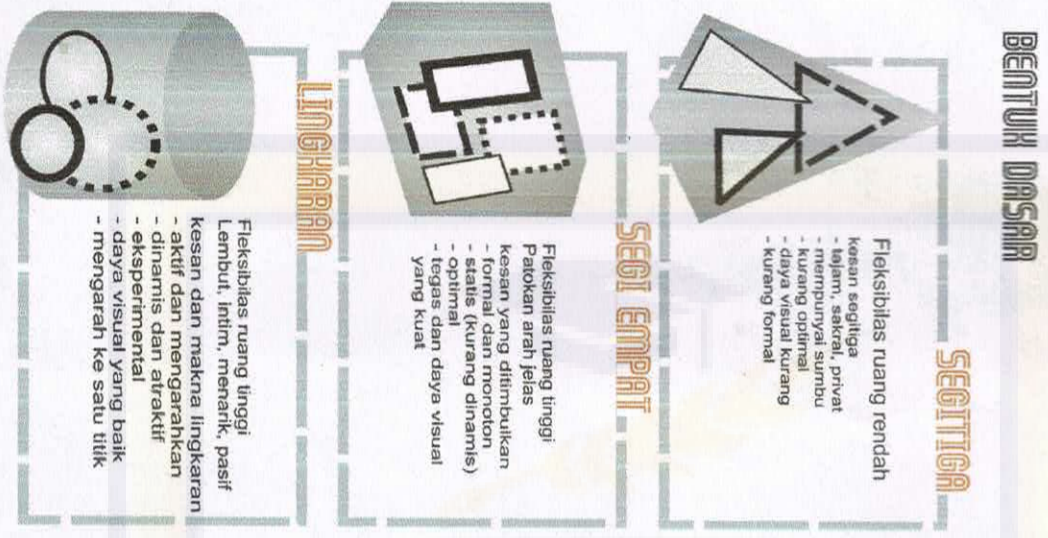 BENTUK DASAR
SEGITIGA
Fleksibilas ruang rendah
kesan segitiga
- tajam, sakral, privat
- mempunyai sumbu
- kurang optimal
- daya visual kurang
- kurang formal
SEGI EMPAT
Fleksibilas ruang tinggi
Patokan arah jelas
kesan yang ditimbulkan
- formal dan monoton
- statis (kurang dinamis)
- optimal
- tegas dan daya visual
yang kuat
LINGKARAN
Fleksibilas ruang tinggi
Lembut, intim, menarik, pasif
kesan dan makna lingkaran
- aktif dan mengarahkan
- dinamis dan atraktif
- eksperimental
- daya visual yang baik
- mengarah ke satu titik